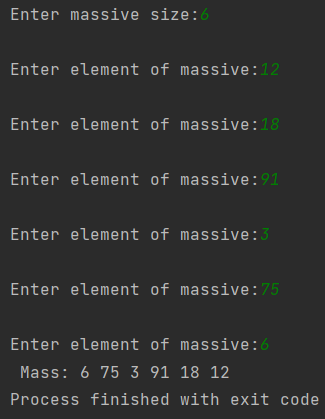 Enter massive size:6
Enter element of massive:12
Enter element of massive:18
Enter element of massive:91
Enter element of massive:3
Enter element of massive:75
Enter element of massive:6
Mass: 6 75 3 91 18 12
Process finished with exit code